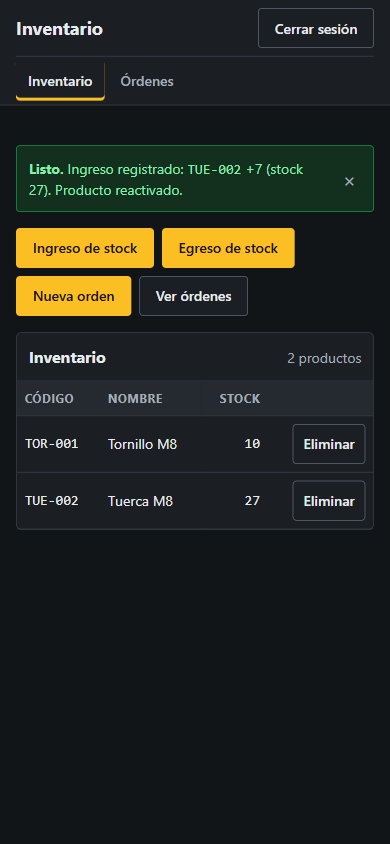 Inventario
Cerrar sesión
Inventario
Órdenes
Listo. Ingreso registrado: TUE-002 +7 (stock
27). Producto reactivado.
×
Ingreso de stock
Egreso de stock
Nueva orden
Ver órdenes
Inventario
2 productos
CÓDIGO NOMBRE STOCK
TOR-001 Tornillo M8 10 Eliminar
TUE-002 Tuerca M8 27 Eliminar